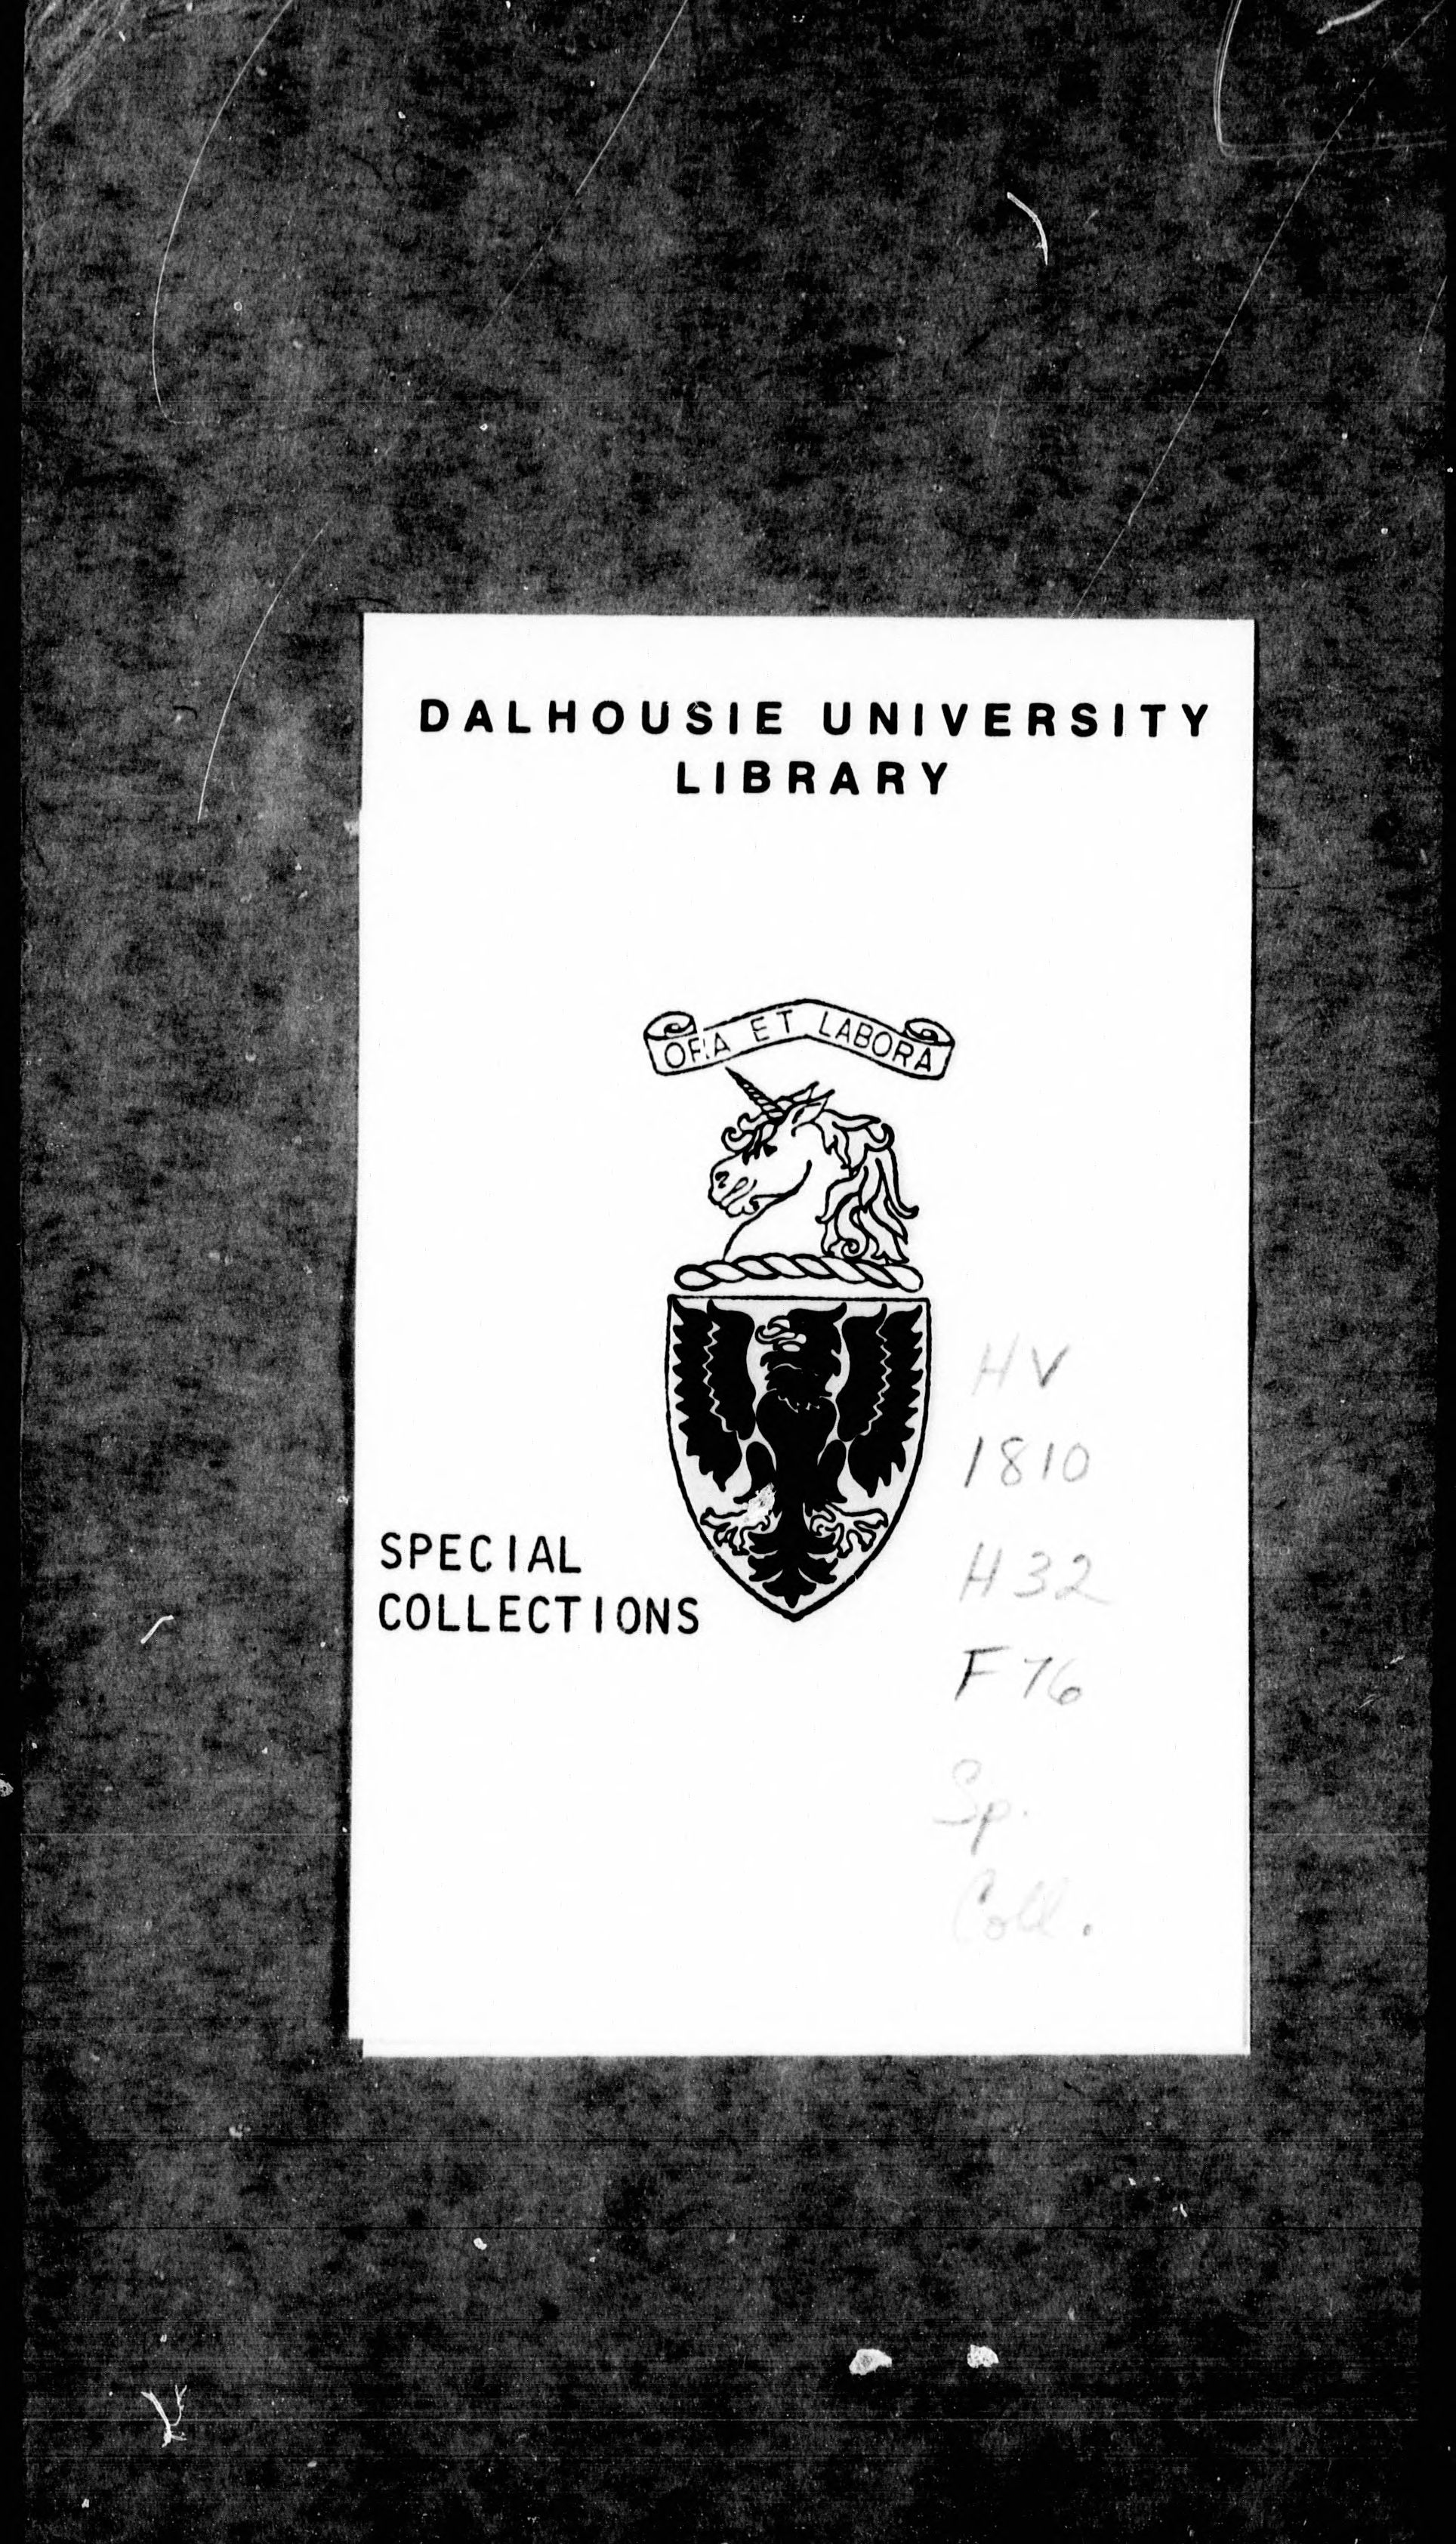 DALHOUSIE UNIVERSITY
LIBRARY
ORA ET LABORA
SPECIAL
COLLECTIONS
HV
1810
H32
F76
Sp.
Coll.